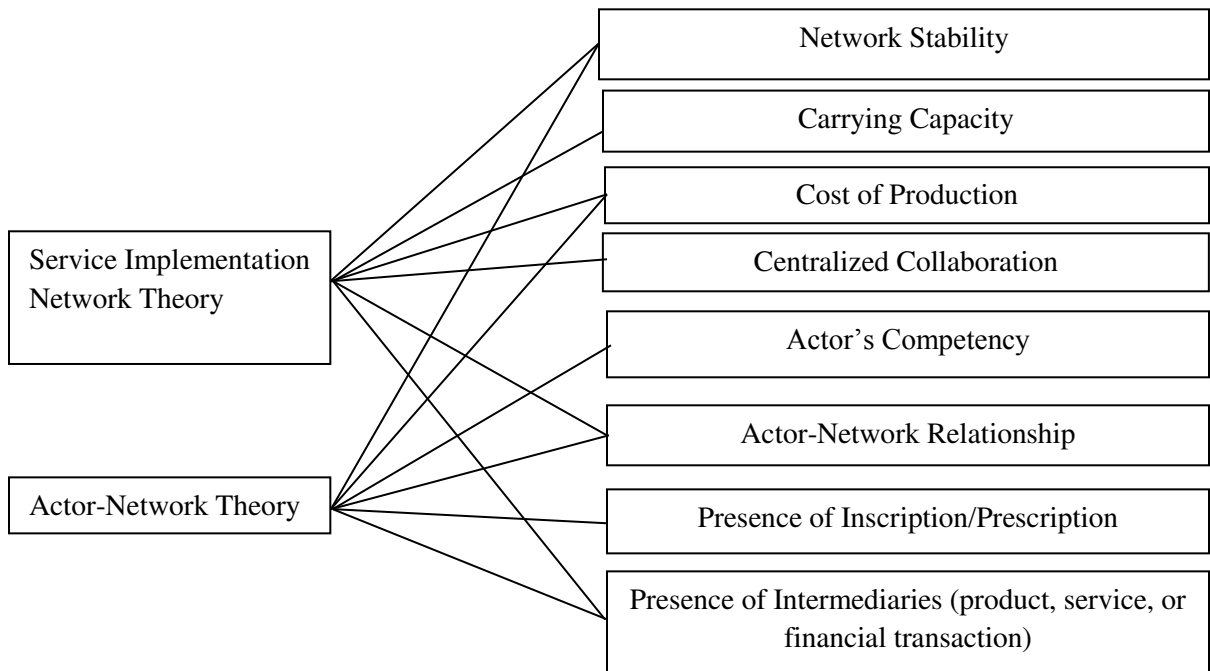 Network Stability
Carrying Capacity
Cost of Production
Service Implementation
Network Theory
Centralized Collaboration
Actor’s Competency
Actor-Network Relationship
Actor-Network Theory
Presence of Inscription/Prescription
Presence of Intermediaries (product, service, or
financial transaction)